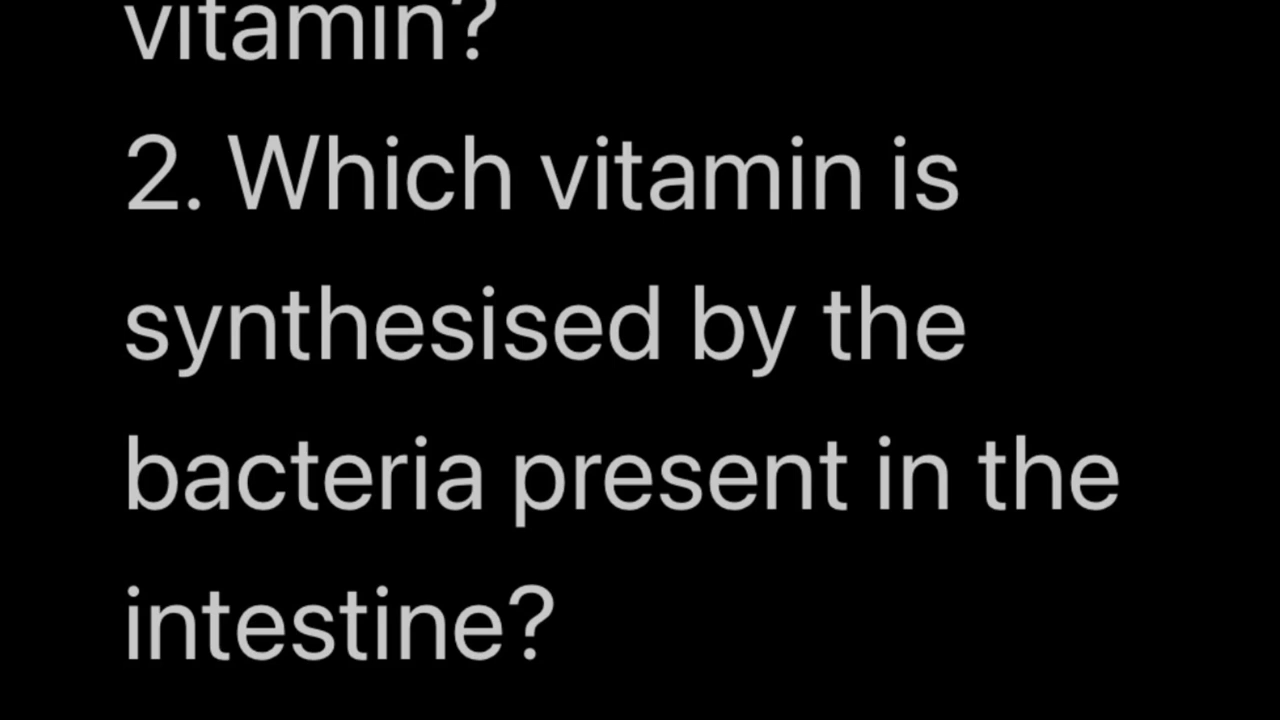 vitamin?
2. Which vitamin is
synthesised by the
bacteria present in the
intestine?